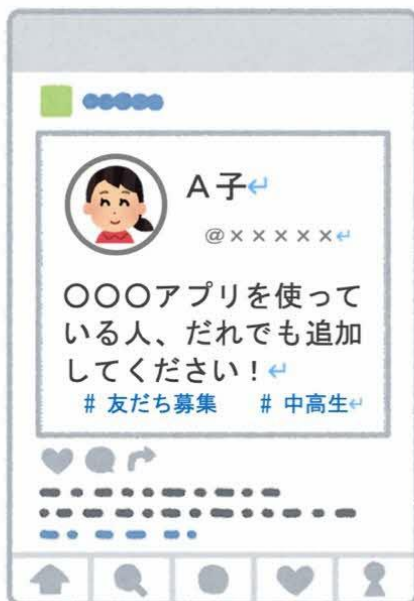 A子↵
@×××××↵
〇〇〇アプリを使って
いる人、だれでも追加
してください！↵
# 友だち募集 # 中高生↵